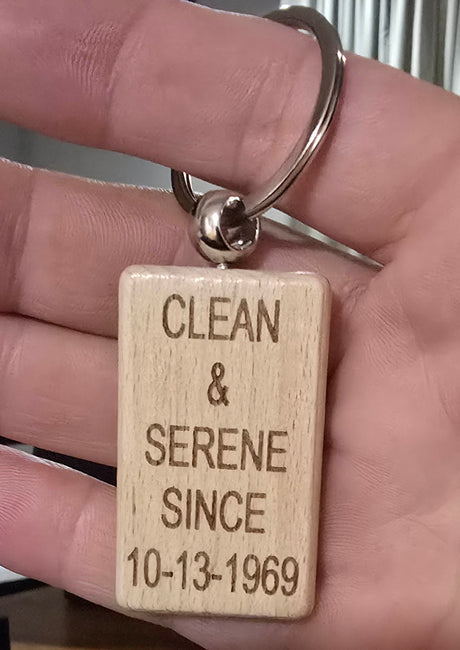 CLEAN
&
SERENE
SINCE
10-13-1969